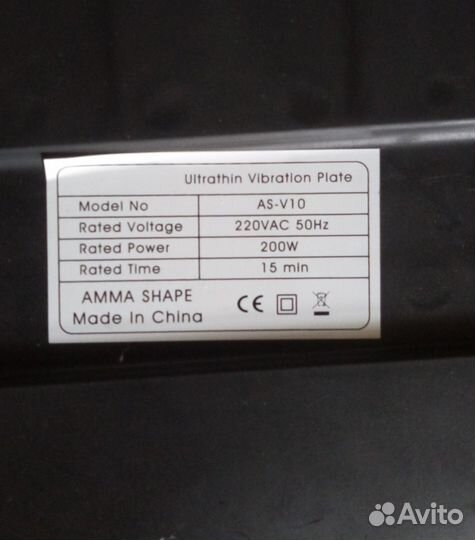 Ultrathin Vibration Plate
Model No AS-V10
Rated Voltage 220VAC 50Hz
Rated Power 200W
Rated Time 15 min
AMMA SHAPE CE
Made In China
Avito